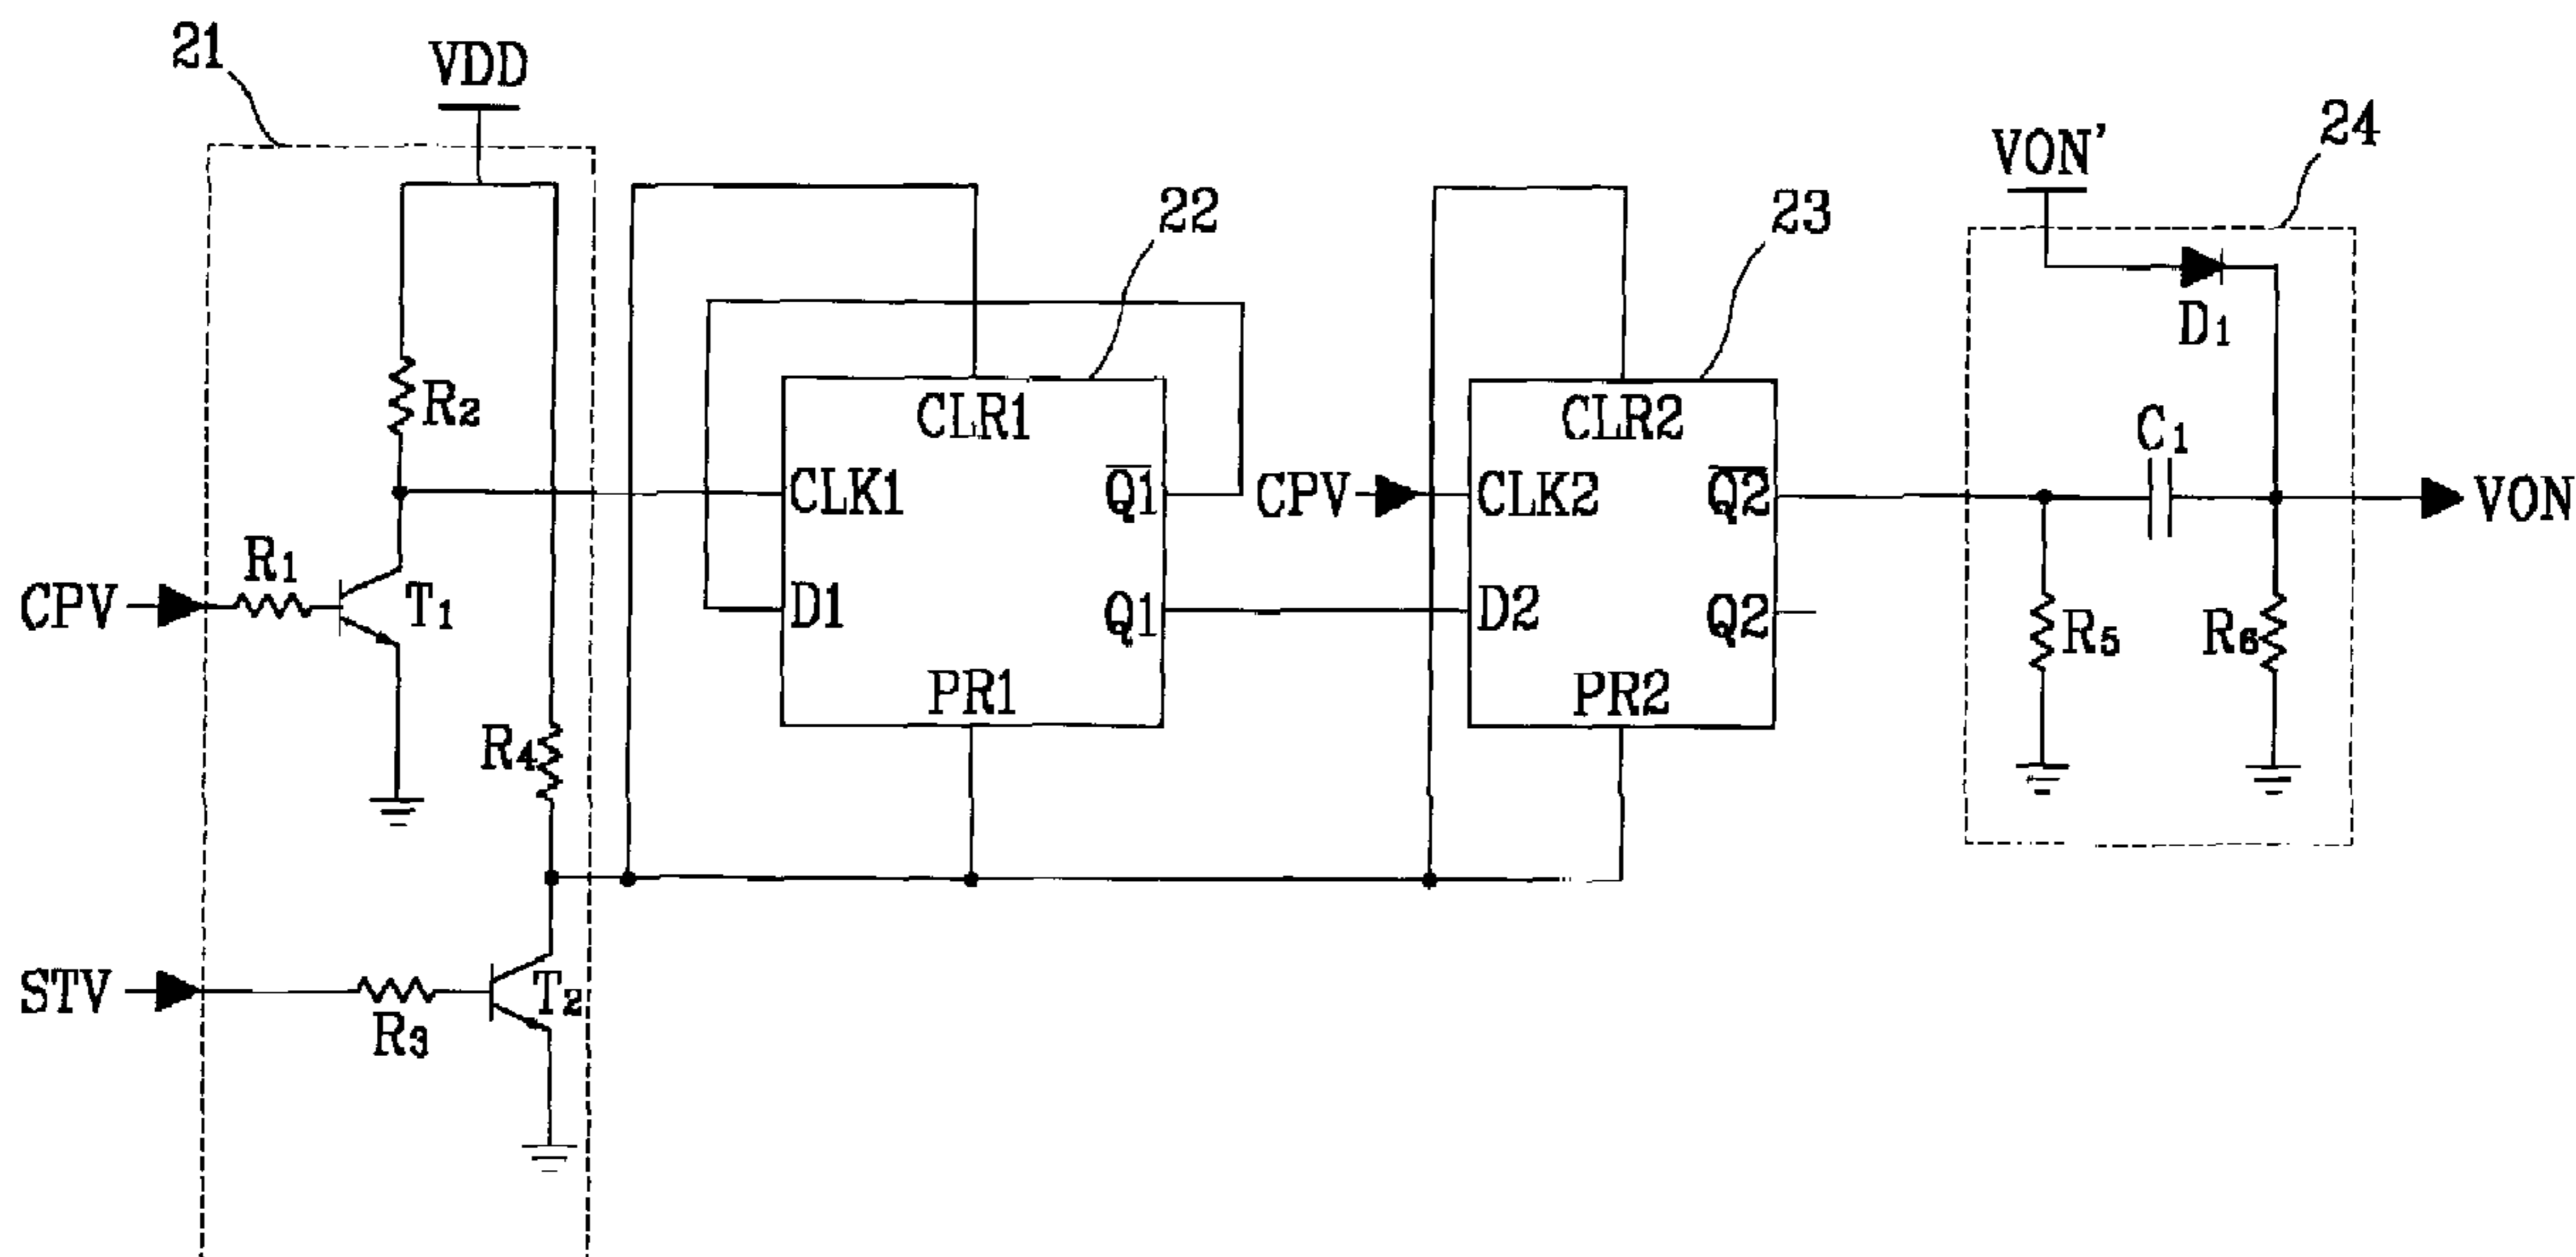 21
VDD
VON'
24
22
23
D1
R2
CLR1
CLR2
C1
CLK1
Q1
CPV
CLK2
Q2
VON
CPV
R1
T1
D1
Q1
D2
Q2
R5
R6
PR1
PR2
R4
STV
R3
T2